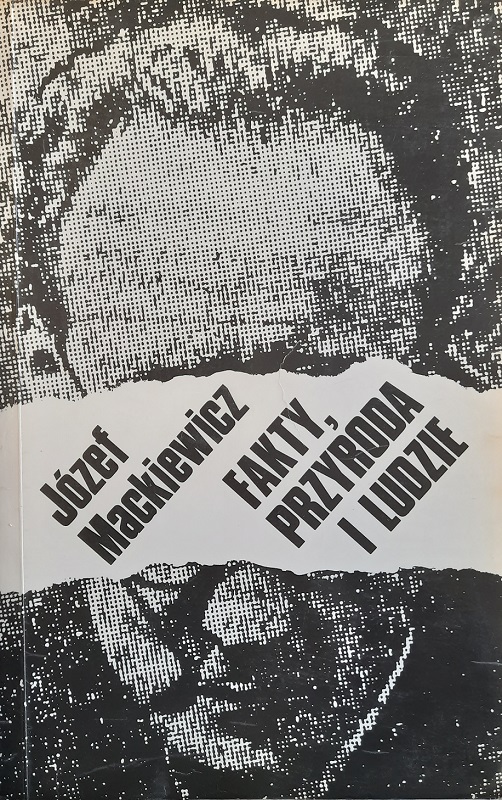 Józef
Mackiewicz
FAKTY,
PRZYRODA
I LUDZIE